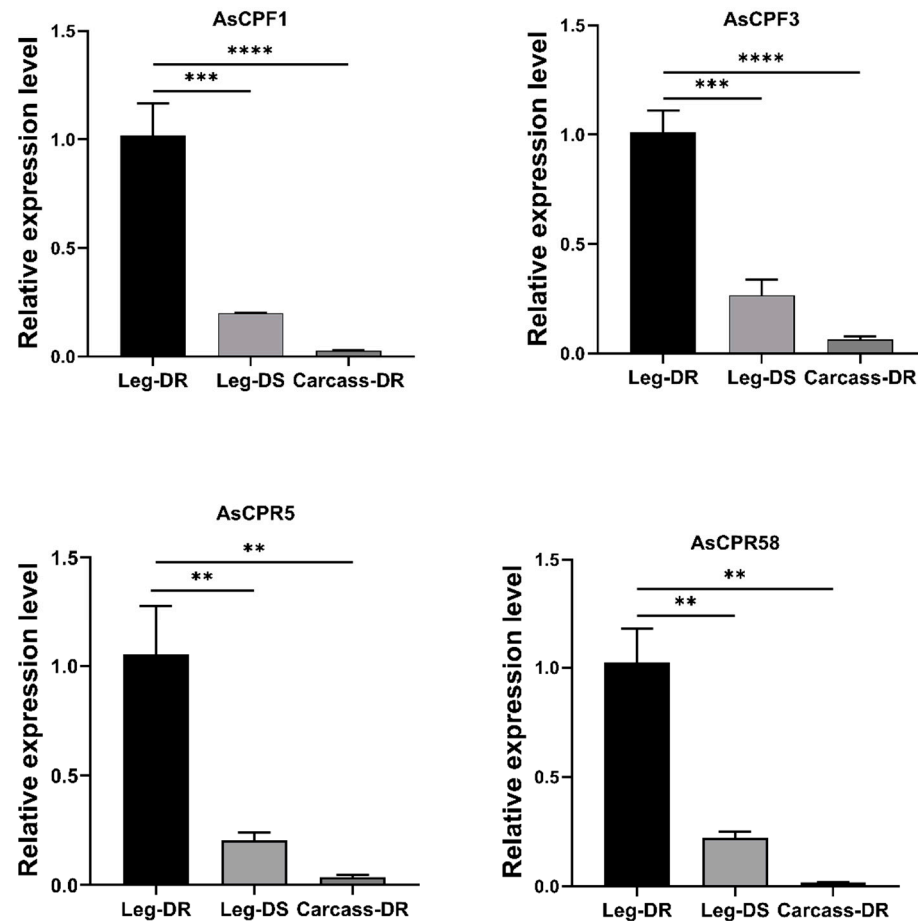 AsCPF1
Relative expression level
1.5
1.0
0.5
0.0
****
***
Leg-DR Leg-DS Carcass-DR
AsCPF3
Relative expression level
1.5
1.0
0.5
0.0
****
***
Leg-DR Leg-DS Carcass-DR
AsCPR5
Relative expression level
1.5
1.0
0.5
0.0
**
**
Leg-DR Leg-DS Carcass-DR
AsCPR58
Relative expression level
1.5
1.0
0.5
0.0
**
**
Leg-DR Leg-DS Carcass-DR